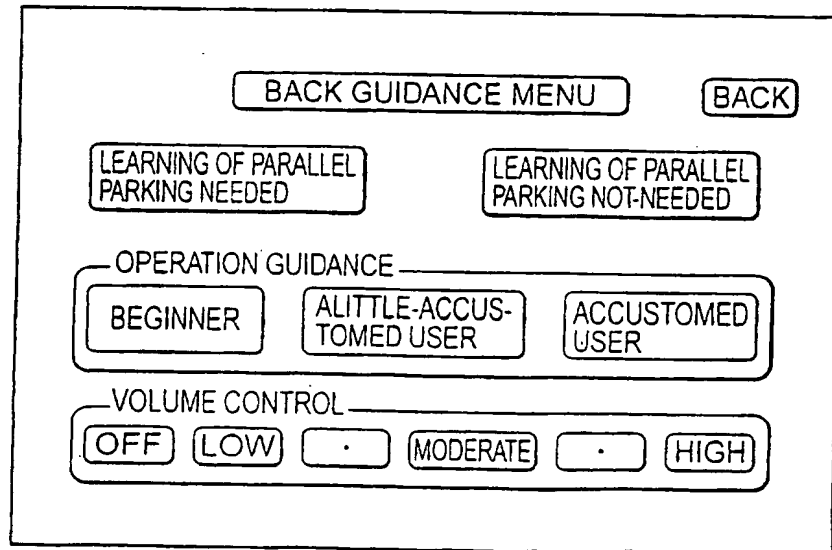 BACK GUIDANCE MENU
BACK
LEARNING OF PARALLEL
PARKING NEEDED
LEARNING OF PARALLEL
PARKING NOT-NEEDED
OPERATION GUIDANCE
BEGINNER
ALITTLE-ACCUS-
TOMED USER
ACCUSTOMED
USER
VOLUME CONTROL
OFF LOW · MODERATE · HIGH